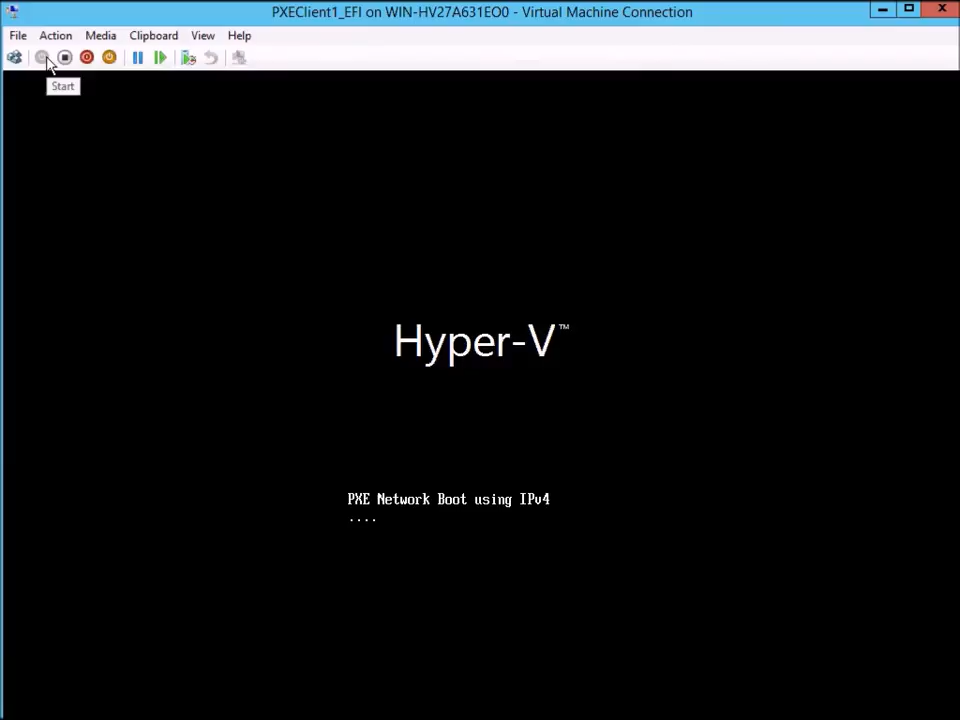 PXEClient1_EFI on WIN-HV27A631EO0 - Virtual Machine Connection
File Action Media Clipboard View Help
Start
Hyper-V™
PXE Network Boot using IPv4
....